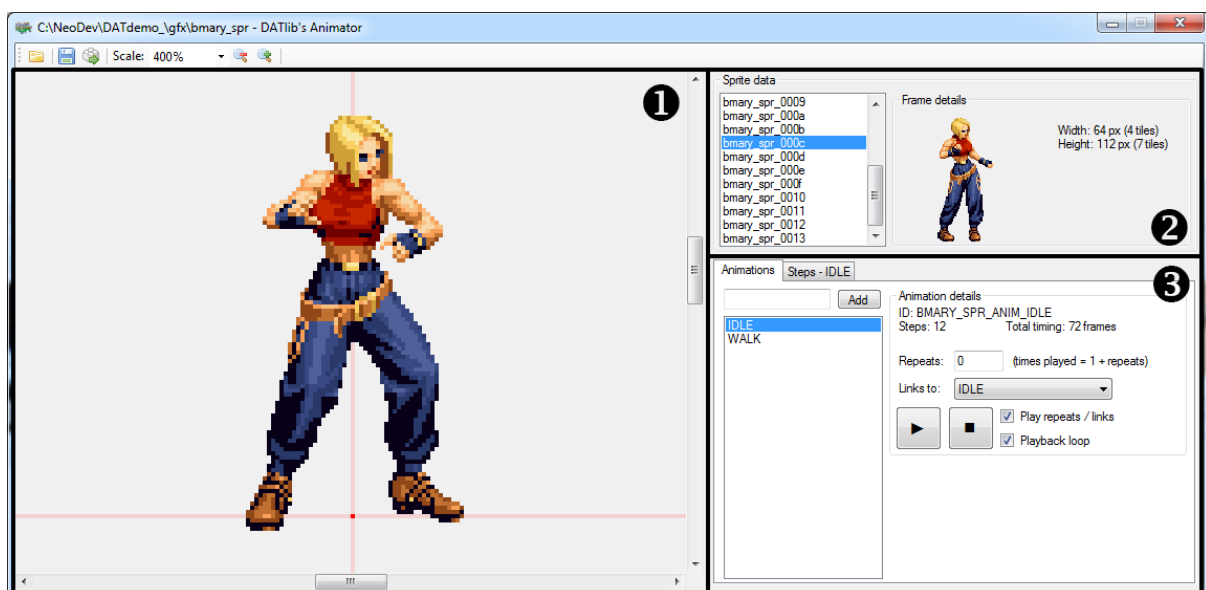 C:\NeoDev\DATdemo_\gfx\bmary_spr - DATlib's Animator
Scale: 400%
1
Sprite data
bmary_spr_0009
bmary_spr_000a
bmary_spr_000b
bmary_spr_000c
bmary_spr_000d
bmary_spr_000e
bmary_spr_000f
bmary_spr_0010
bmary_spr_0011
bmary_spr_0012
bmary_spr_0013
Frame details
Width: 64 px (4 tiles)
Height: 112 px (7 tiles)
2
Animations Steps - IDLE
3
Add
IDLE
WALK
Animation details
ID: BMARY_SPR_ANIM_IDLE
Steps: 12 Total timing: 72 frames
Repeats: 0 (times played = 1 + repeats)
Links to: IDLE
Play repeats / links
Playback loop